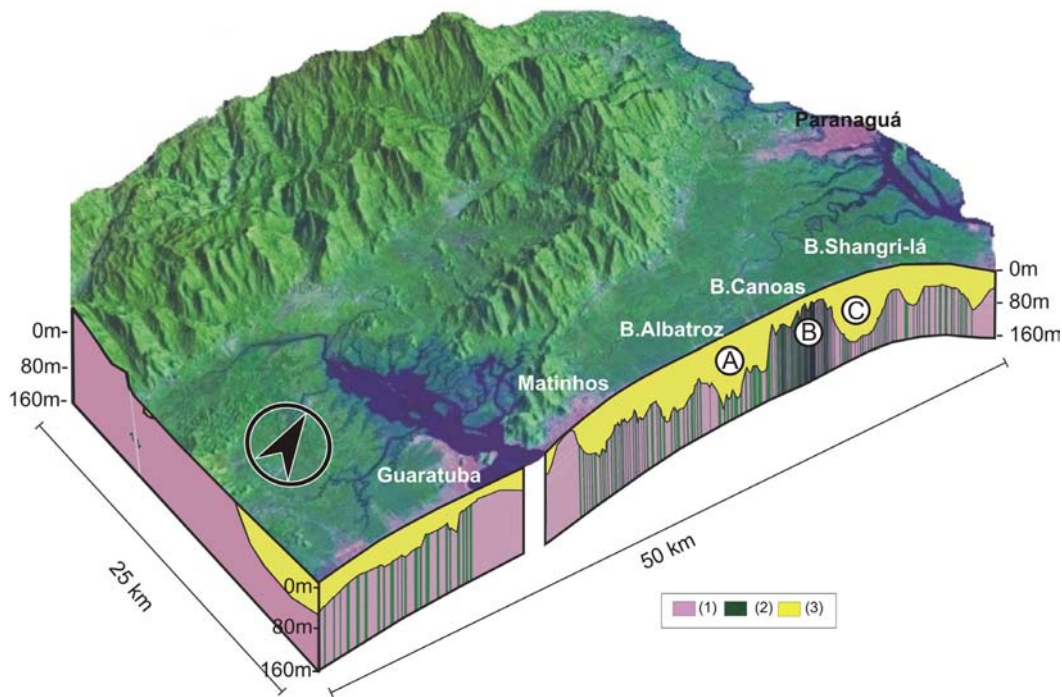 Paranaguá
B.Shangri-lá
B.Canoas
B.Albatroz
Matinhos
Guaratuba
0m-
80m-
160m-
-0m
-80m
-160m
A
B
C
0m-
80m-
160m-
25 km
50 km
(1) (2) (3)